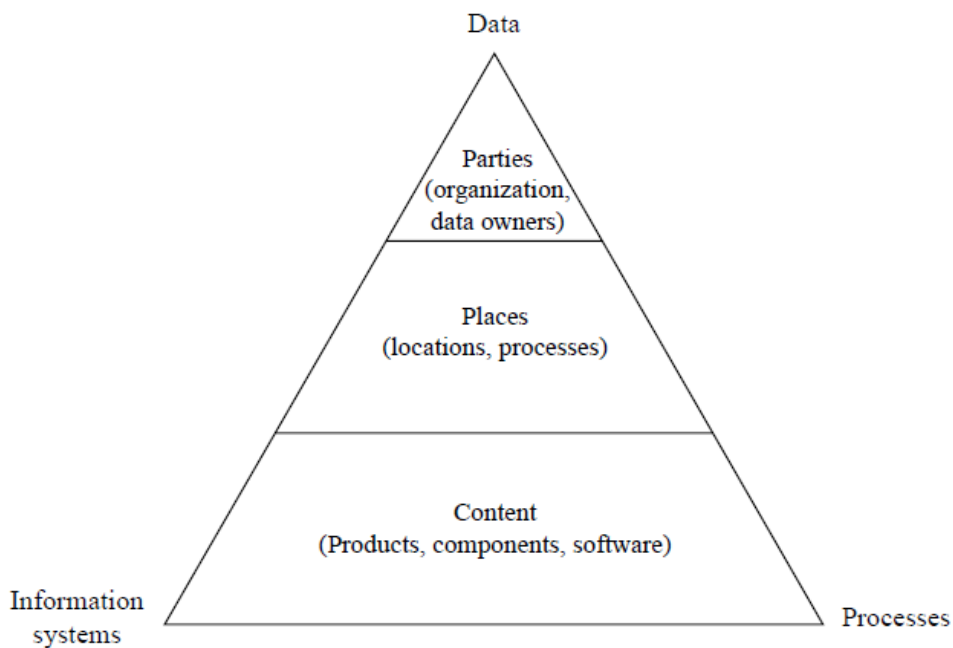 Data
Parties
(organization,
data owners)
Places
(locations, processes)
Content
(Products, components, software)
Information
systems
Processes